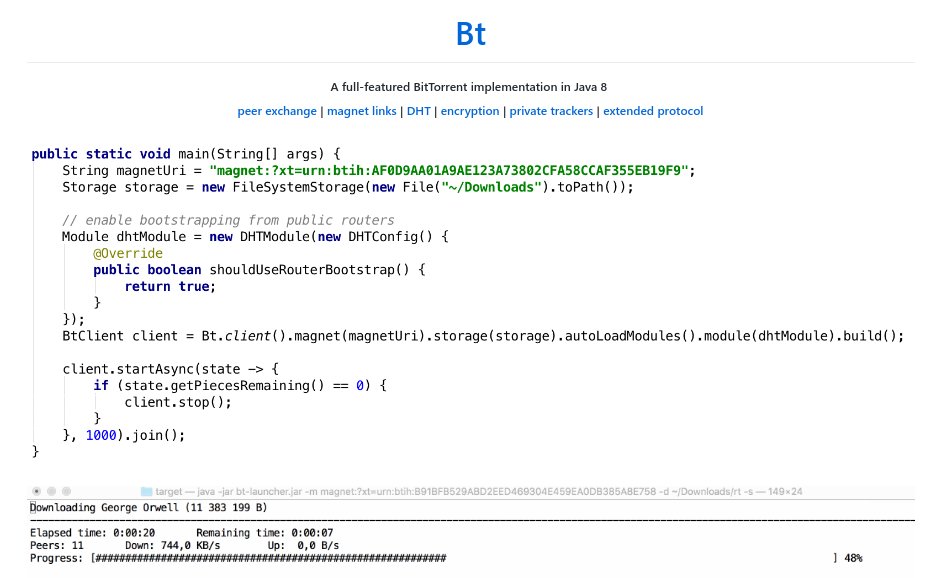 Bt
A full-featured BitTorrent implementation in Java 8
peer exchange | magnet links | DHT | encryption | private trackers | extended protocol
public static void main(String[] args) {
String magnetUri = "magnet:?xt=urn:btih:AF0D9AA01A9AE123A73802CFA58CCAF355EB19F9";
Storage storage = new FileSystemStorage(new File("~/Downloads").toPath());
// enable bootstrapping from public routers
Module dhtModule = new DHTModule(new DHTConfig() {
@Override
public boolean shouldUseRouterBootstrap() {
return true;
}
});
BtClient client = Bt.client().magnet(magnetUri).storage(storage).autoLoadModules().module(dhtModule).build();
client.startAsync(state -> {
if (state.getPiecesRemaining() == 0) {
client.stop();
}
}, 1000).join();
}
target — java -jar bt-launcher.jar -m magnet:?xt=urn:btih:B91BFB529ABD2EED469304E459EA0DB385A8E758 -d ~/Downloads/rt -s — 149×24
Downloading George Orwell (11 383 199 B)
Elapsed time: 0:00:20 Remaining time: 0:00:07
Peers: 11 Down: 744,0 KB/s Up: 0,0 B/s
Progress: [########################################################### ] 48%